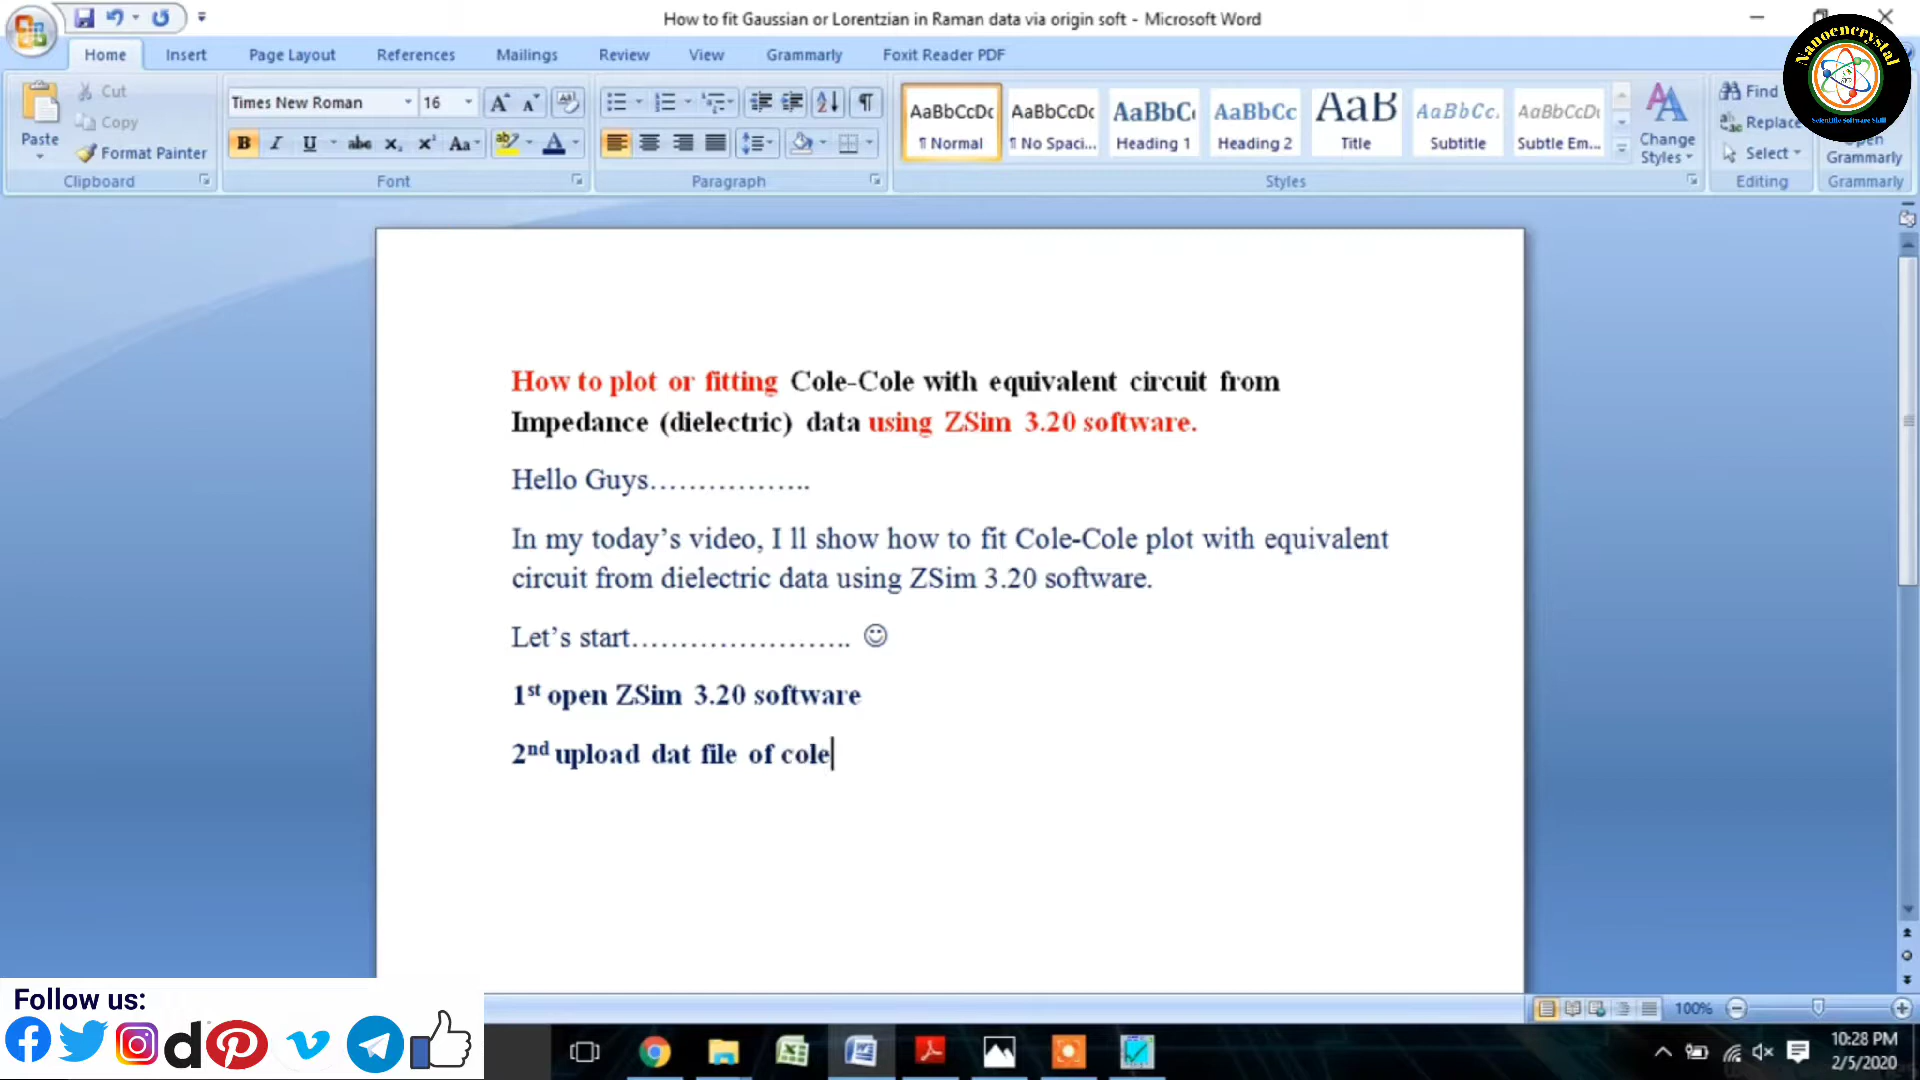 How to fit Gaussian or Lorentzian in Raman data via origin soft - Microsoft Word
Home Insert Page Layout References Mailings Review View Grammarly Foxit Reader PDF
Nanoencrystal
Scientific Software Skill
Paste
Cut
Copy
Format Painter
Clipboard
Times New Roman 16
Font
Paragraph
AaBbCcDc AaBbCcDc AaBbC AaBbCc AaB AaBbCc. AaBbCcDc
¶ Normal ¶ No Spaci... Heading 1 Heading 2 Title Subtitle Subtle Em...
Change Styles
Styles
Find
Replace
Select
Editing
Open Grammarly
Grammarly
How to plot or fitting Cole-Cole with equivalent circuit from
Impedance (dielectric) data using ZSim 3.20 software.
Hello Guys……………..
In my today’s video, I ll show how to fit Cole-Cole plot with equivalent
circuit from dielectric data using ZSim 3.20 software.
Let’s start………………….. ☺
1st open ZSim 3.20 software
2nd upload dat file of cole
Follow us:
100%
10:28 PM
2/5/2020